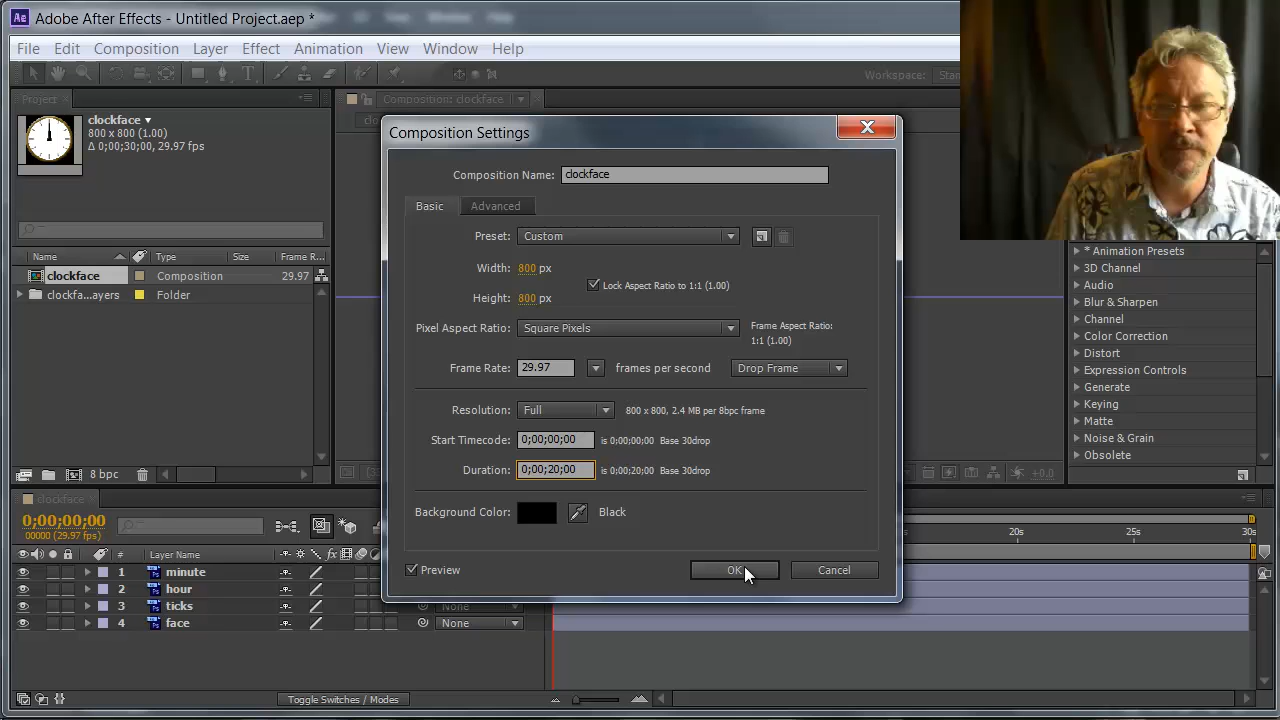 Ae Adobe After Effects - Untitled Project.aep *
File Edit Composition Layer Effect Animation View Window Help
Workspace: Stan
Project
Composition: clockface
clockface
800 x 800 (1.00)
Δ 0;00;30;00, 29.97 fps
Name Type Size Frame R...
clockface Composition 29.97
clockfa...ayers Folder
8 bpc
Composition Settings
Composition Name: clockface
Basic Advanced
Preset: Custom
Width: 800 px
Lock Aspect Ratio to 1:1 (1.00)
Height: 800 px
Pixel Aspect Ratio: Square Pixels
Frame Aspect Ratio:
1:1 (1.00)
Frame Rate: 29.97 frames per second Drop Frame
Resolution: Full 800 x 800, 2.4 MB per 8bpc frame
Start Timecode: 0;00;00;00 is 0;00;00;00 Base 30drop
Duration: 0;00;20;00 is 0;00;20;00 Base 30drop
Background Color: Black
Preview OK Cancel
* Animation Presets
3D Channel
Audio
Blur & Sharpen
Channel
Color Correction
Distort
Expression Controls
Generate
Keying
Matte
Noise & Grain
Obsolete
+0.0
clockface
0;00;00;00
00000 (29.97 fps)
20s 25s 30s
# Layer Name
1 minute
2 hour
3 ticks None
4 face None
Toggle Switches / Modes